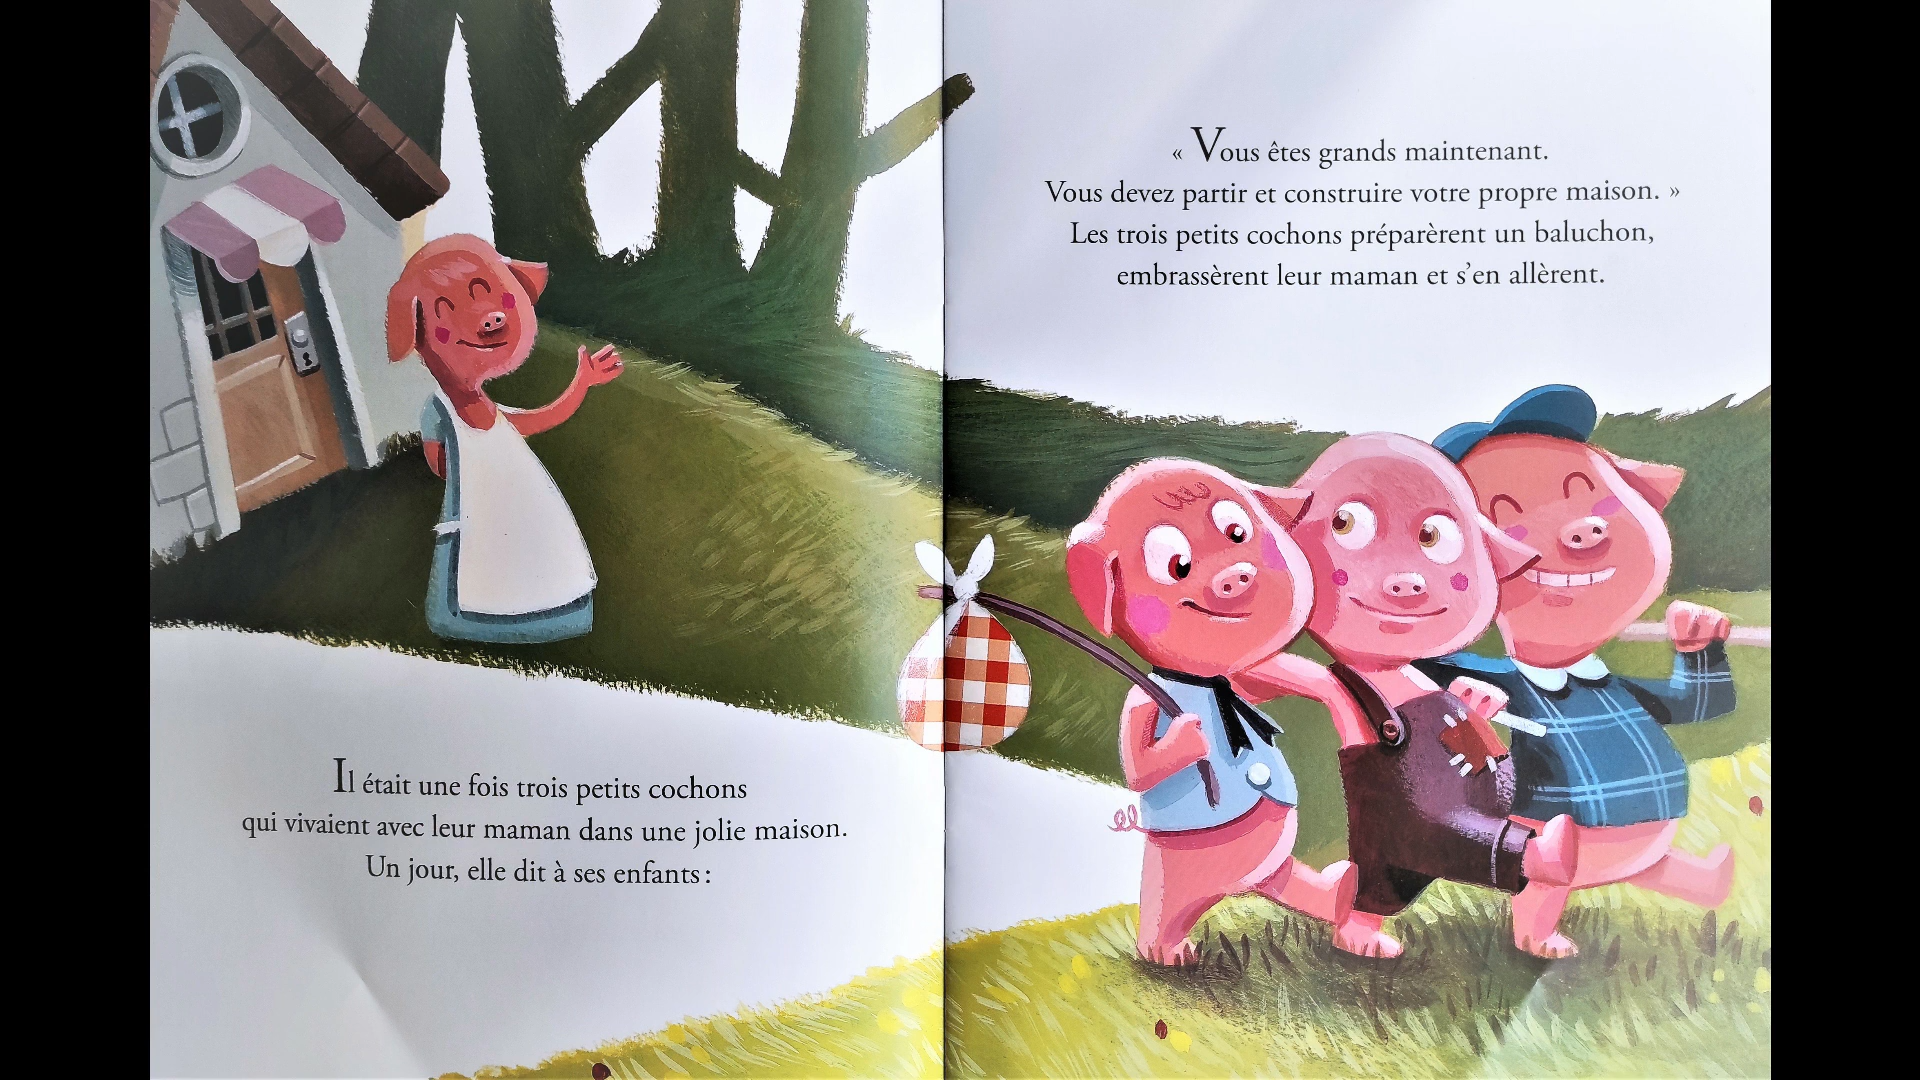 Il était une fois trois petits cochons
qui vivaient avec leur maman dans une jolie maison.
Un jour, elle dit à ses enfants :
« Vous êtes grands maintenant.
Vous devez partir et construire votre propre maison. »
Les trois petits cochons préparèrent un baluchon,
embrassèrent leur maman et s’en allèrent.